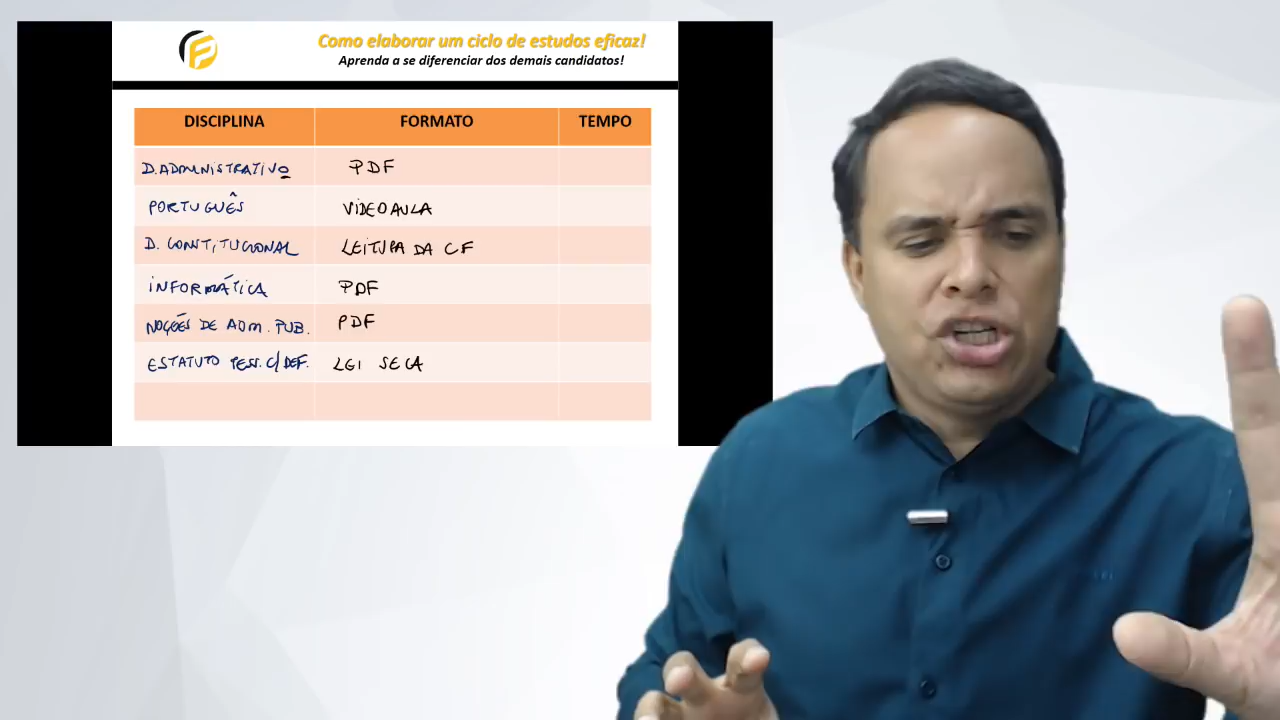 Como elaborar um ciclo de estudos eficaz!
Aprenda a se diferenciar dos demais candidatos!
DISCIPLINA FORMATO TEMPO
D. ADMINISTRATIVO PDF
PORTUGUÊS VIDEOAULA
D. CONSTITUCIONAL LEITURA DA CF
INFORMÁTICA PDF
NOÇÕES DE ADM. PUB. PDF
ESTATUTO PESS. C/ DEF. LEI SECA